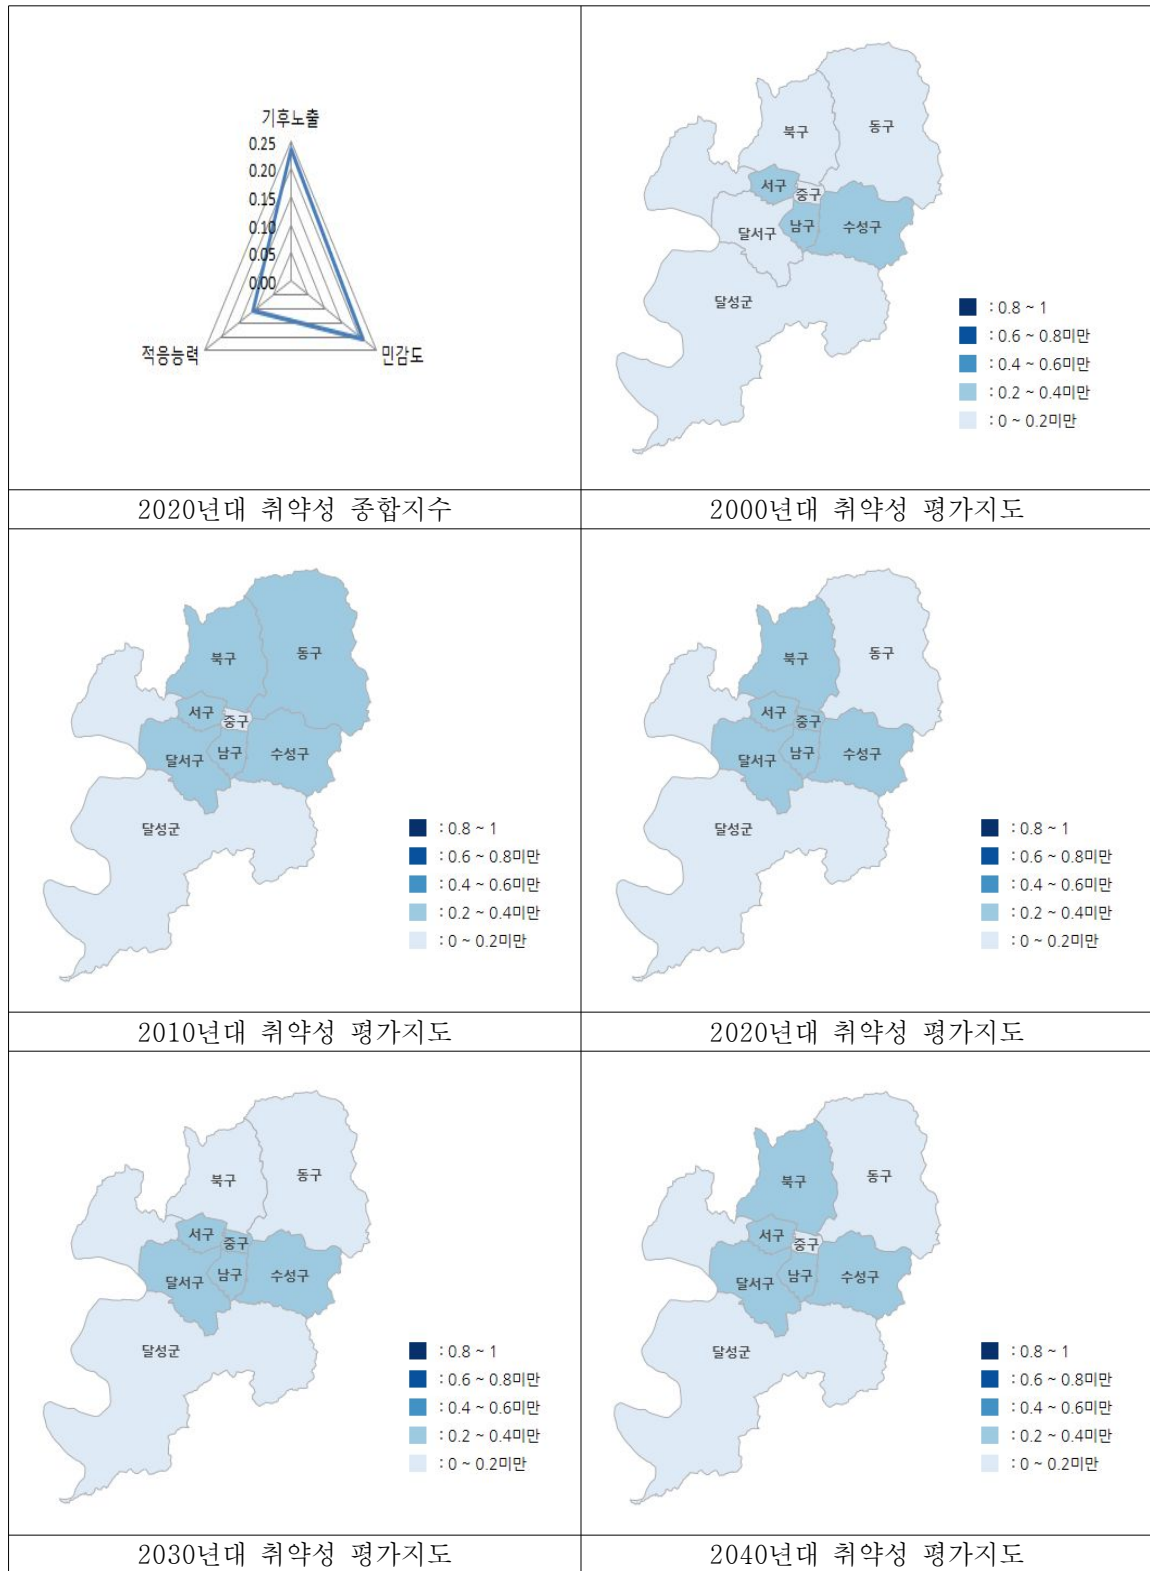 기후노출
0.25
0.20
0.15
0.10
0.05
0.00
적응능력
민감도
2020년대 취약성 종합지수
북구
동구
서구
중구
달서구
남구
수성구
달성군
: 0.8 ~ 1
: 0.6 ~ 0.8미만
: 0.4 ~ 0.6미만
: 0.2 ~ 0.4미만
: 0 ~ 0.2미만
2000년대 취약성 평가지도
북구
동구
서구
중구
달서구
남구
수성구
달성군
: 0.8 ~ 1
: 0.6 ~ 0.8미만
: 0.4 ~ 0.6미만
: 0.2 ~ 0.4미만
: 0 ~ 0.2미만
2010년대 취약성 평가지도
북구
동구
서구
중구
달서구
남구
수성구
달성군
: 0.8 ~ 1
: 0.6 ~ 0.8미만
: 0.4 ~ 0.6미만
: 0.2 ~ 0.4미만
: 0 ~ 0.2미만
2020년대 취약성 평가지도
북구
동구
서구
중구
달서구
남구
수성구
달성군
: 0.8 ~ 1
: 0.6 ~ 0.8미만
: 0.4 ~ 0.6미만
: 0.2 ~ 0.4미만
: 0 ~ 0.2미만
2030년대 취약성 평가지도
북구
동구
서구
중구
달서구
남구
수성구
달성군
: 0.8 ~ 1
: 0.6 ~ 0.8미만
: 0.4 ~ 0.6미만
: 0.2 ~ 0.4미만
: 0 ~ 0.2미만
2040년대 취약성 평가지도